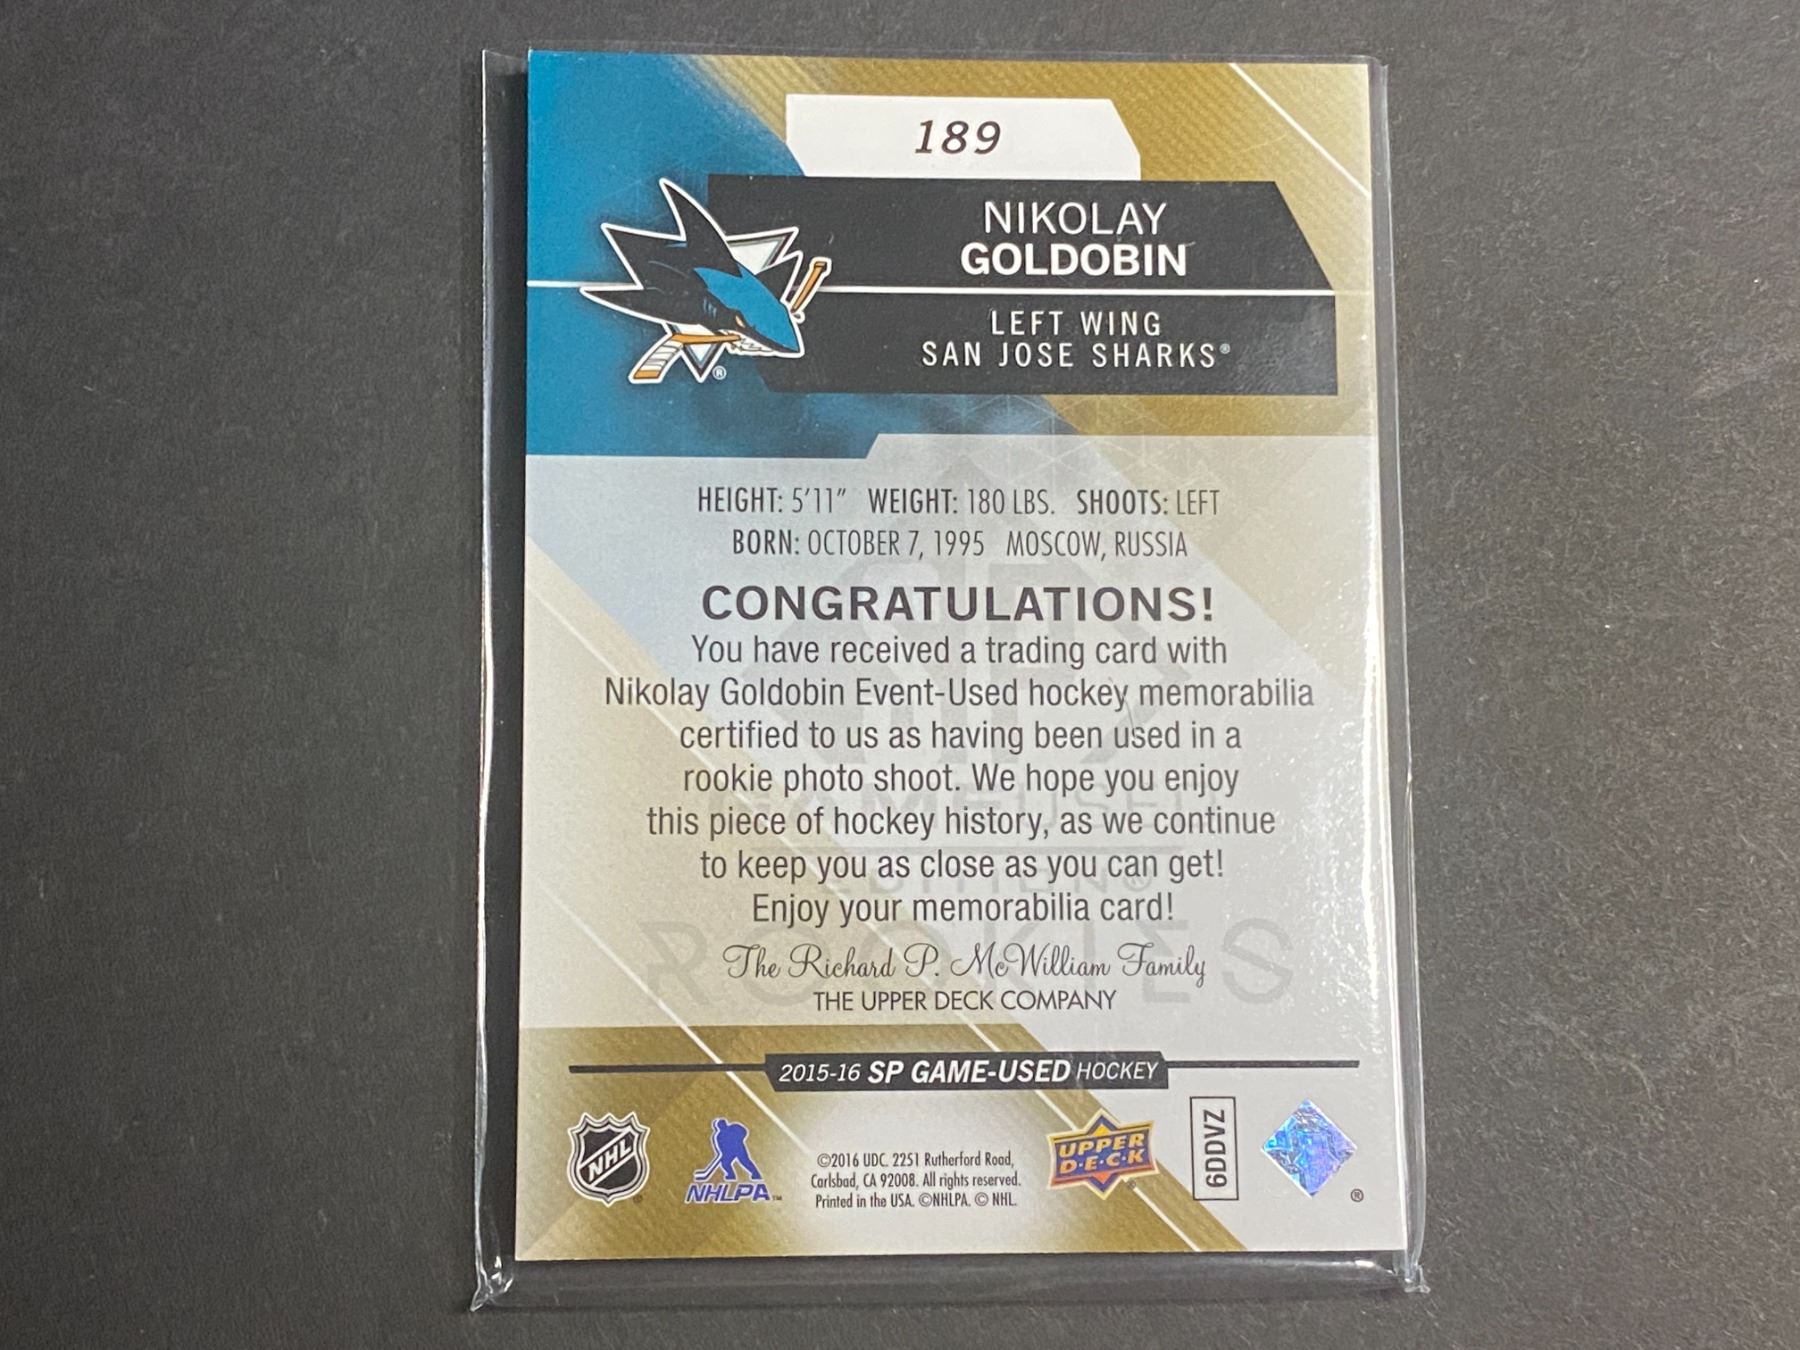 189
NIKOLAY
GOLDOBIN
LEFT WING
SAN JOSE SHARKS®
®
HEIGHT: 5'11" WEIGHT: 180 LBS. SHOOTS: LEFT
BORN: OCTOBER 7, 1995 MOSCOW, RUSSIA
CONGRATULATIONS!
You have received a trading card with
Nikolay Goldobin Event-Used hockey memorabilia
certified to us as having been used in a
rookie photo shoot. We hope you enjoy
this piece of hockey history, as we continue
to keep you as close as you can get!
Enjoy your memorabilia card!
The Richard P. McWilliam Family
THE UPPER DECK COMPANY
GAME-USED
EDITION®
ROOKIES
2015-16 SP GAME-USED HOCKEY
NHL
®
NHLPA™
©2016 UDC. 2251 Rutherford Road,
Carlsbad, CA 92008. All rights reserved.
Printed in the USA. ©NHLPA. © NHL.
UPPER
D·E·C·K
®
6DDVZ
®